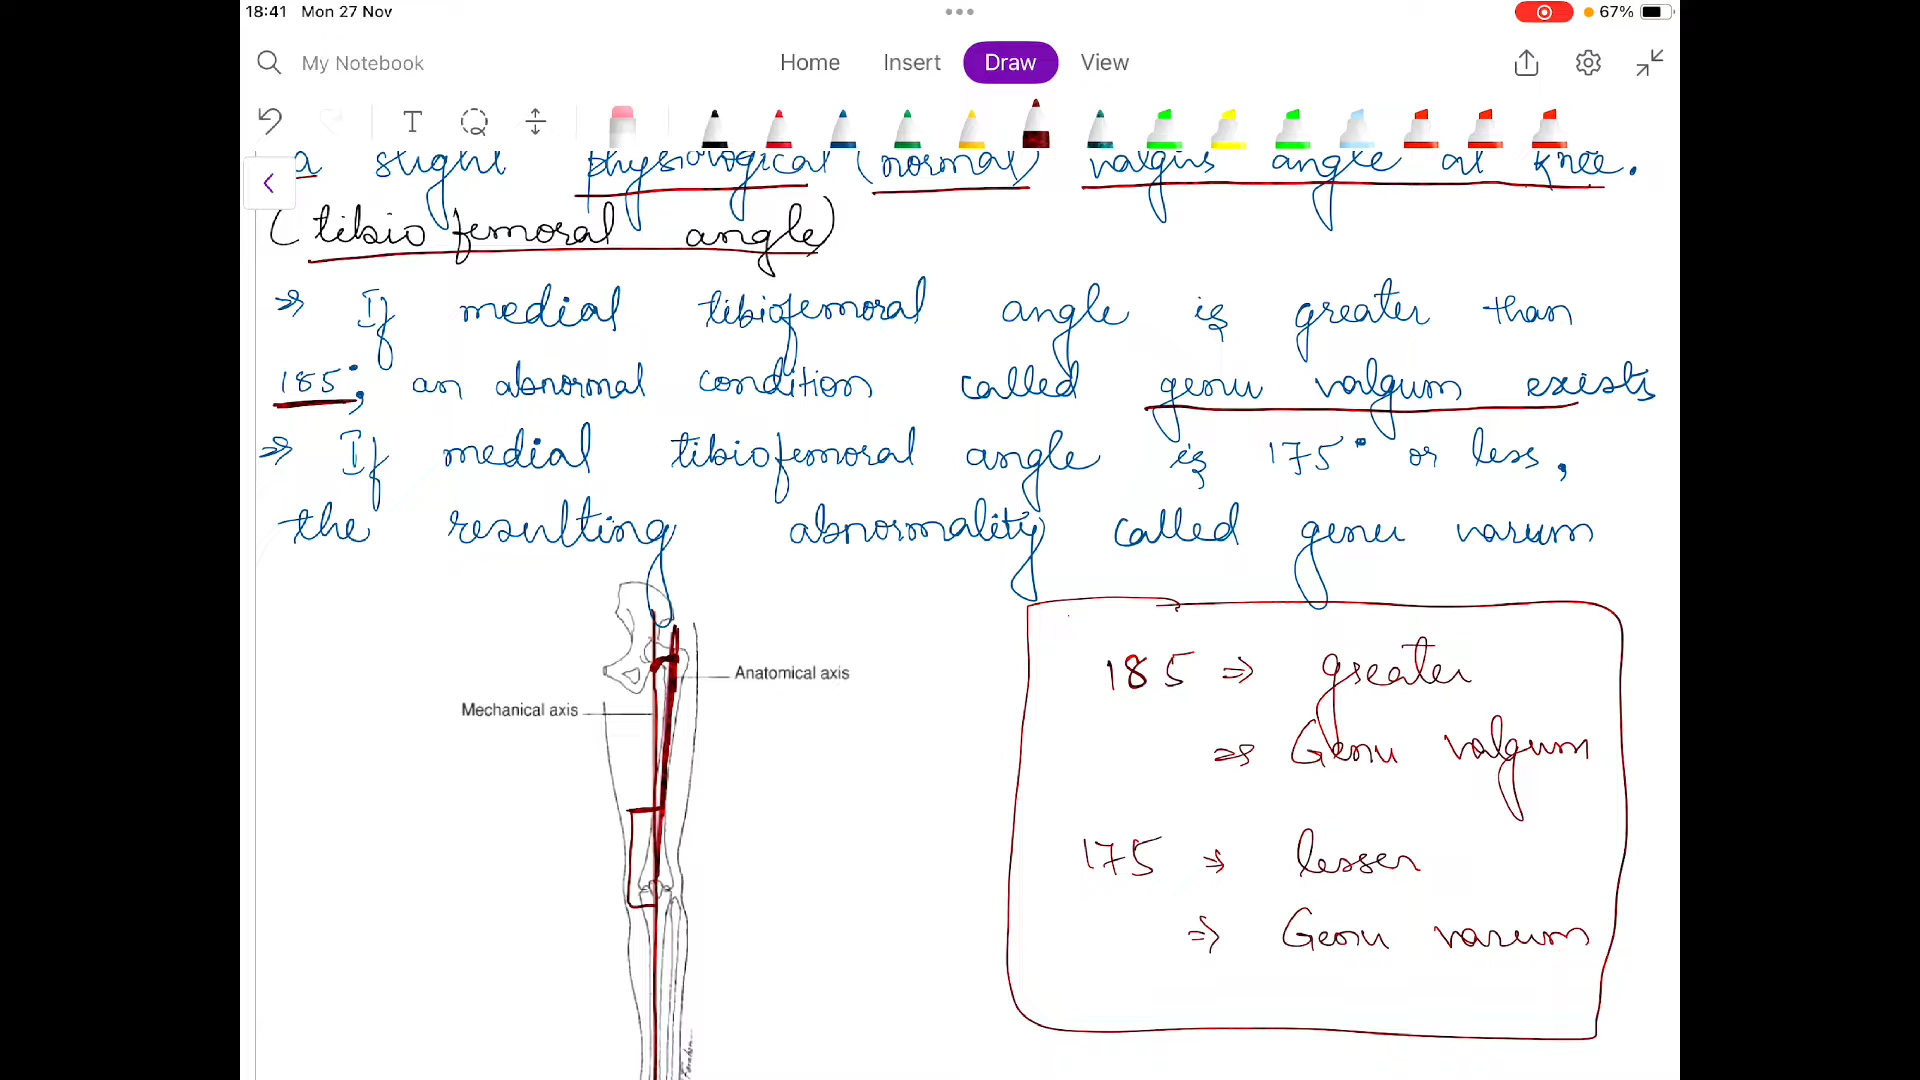 18:41 Mon 27 Nov
67%
My Notebook
Home Insert Draw View
T
a slight physiological (normal) valgus angle at knee.
(tibiofemoral angle)
⇒ If medial tibiofemoral angle is greater than
185°, an abnormal condition called genu valgum exists
⇒ If medial tibiofemoral angle is 175° or less,
the resulting abnormality called genu varum
Anatomical axis
Mechanical axis
185 ⇒ greater
⇒ Genu valgum
175 ⇒ lesser
⇒ Genu varum